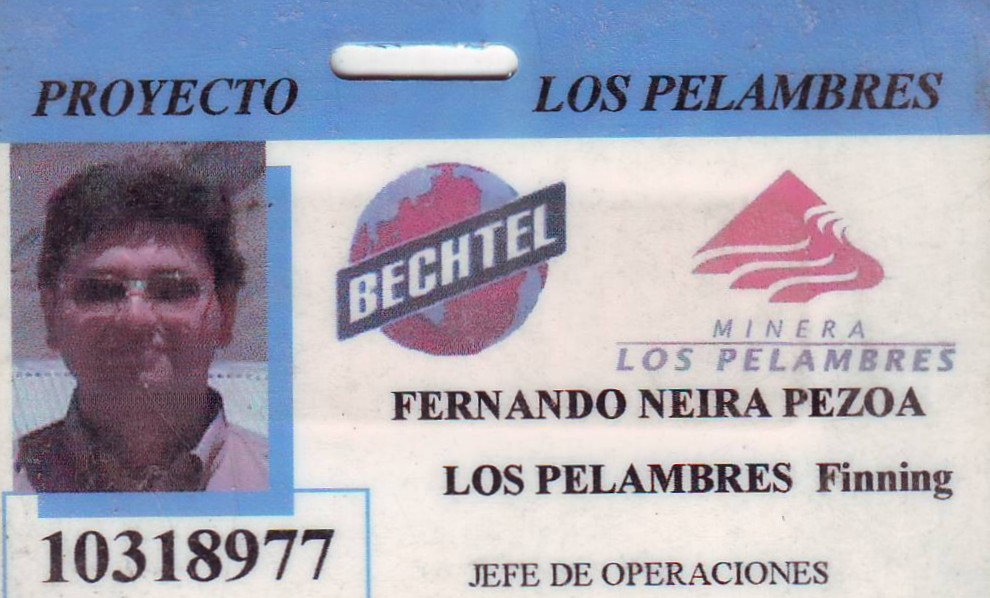 PROYECTO LOS PELAMBRES
BECHTEL
MINERA
LOS PELAMBRES
FERNANDO NEIRA PEZOA
LOS PELAMBRES Finning
10318977
JEFE DE OPERACIONES